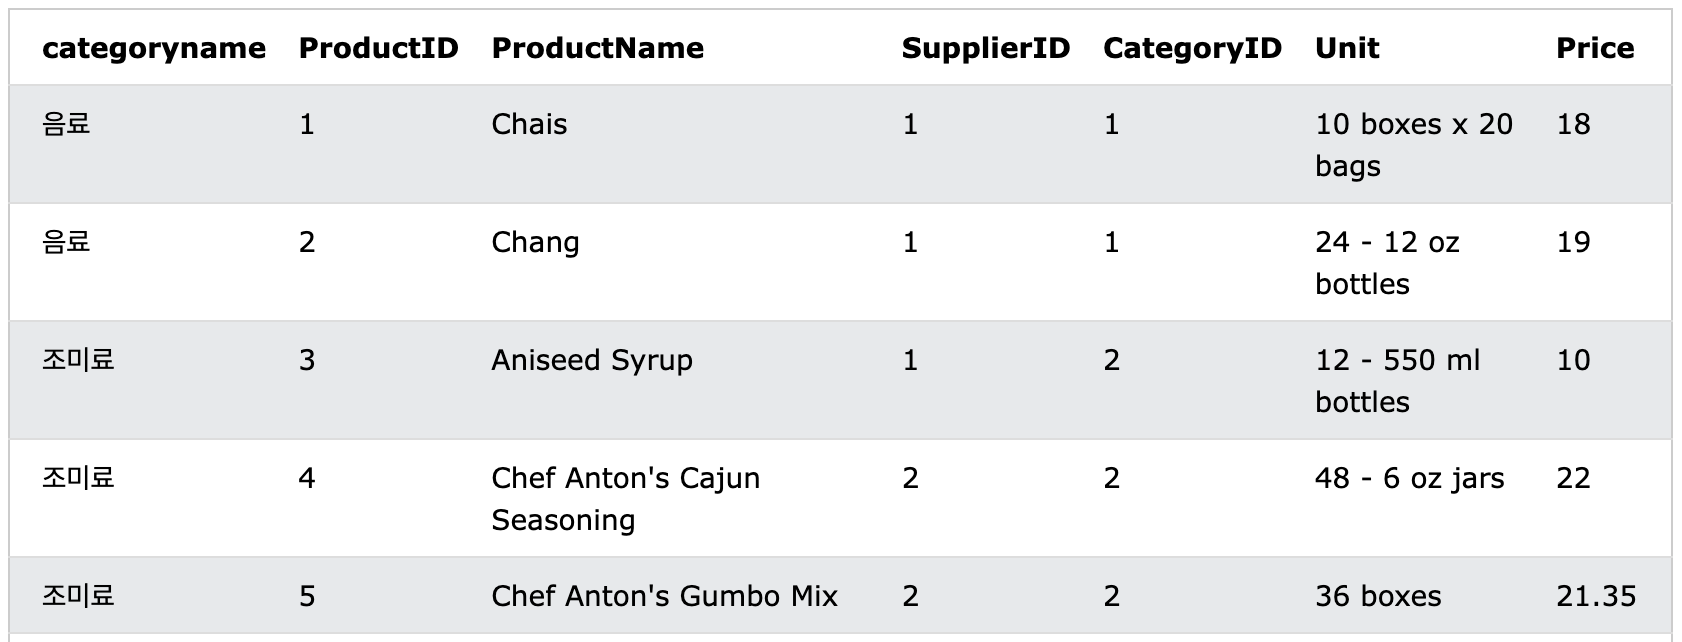 categoryname ProductID ProductName SupplierID CategoryID Unit Price
음료 1 Chais 1 1 10 boxes x 20 bags 18
음료 2 Chang 1 1 24 - 12 oz bottles 19
조미료 3 Aniseed Syrup 1 2 12 - 550 ml bottles 10
조미료 4 Chef Anton's Cajun Seasoning 2 2 48 - 6 oz jars 22
조미료 5 Chef Anton's Gumbo Mix 2 2 36 boxes 21.35